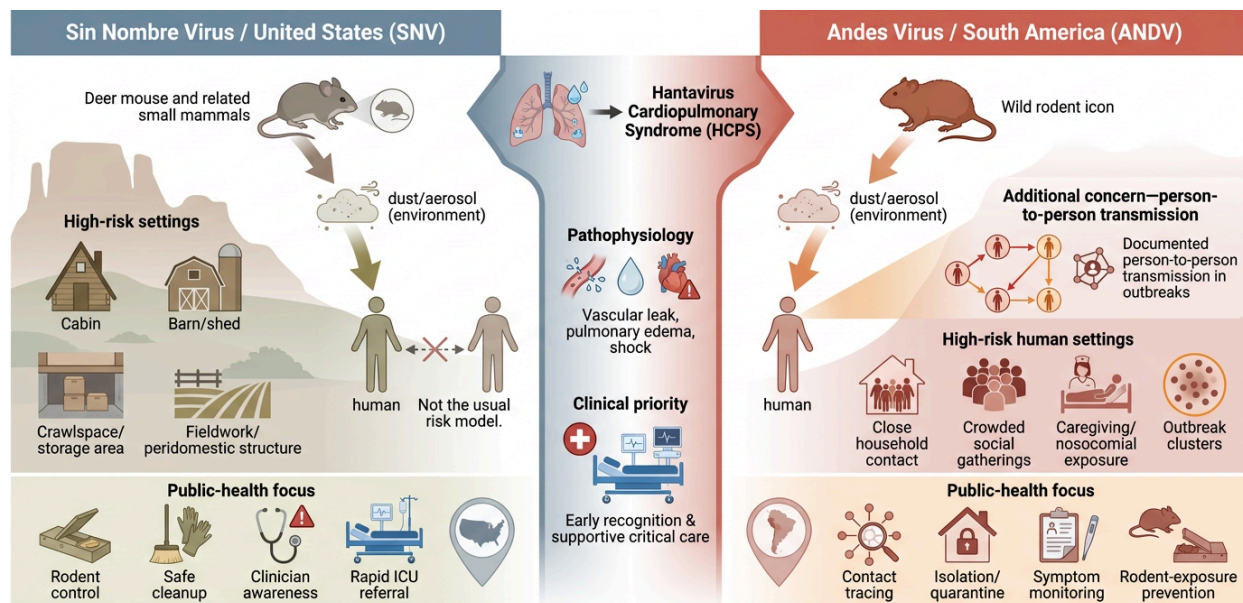 Sin Nombre Virus / United States (SNV)
Deer mouse and related
small mammals
dust/aerosol
(environment)
High-risk settings
Cabin
Barn/shed
Crawlspace/
storage area
Fieldwork/
peridomestic structure
human
Not the usual
risk model.
Public-health focus
Rodent
control
Safe
cleanup
Clinician
awareness
Rapid ICU
referral
Hantavirus
Cardiopulmonary
Syndrome (HCPS)
Pathophysiology
Vascular leak,
pulmonary edema,
shock
Clinical priority
Early recognition &
supportive critical care
Andes Virus / South America (ANDV)
Wild rodent icon
dust/aerosol
(environment)
human
Additional concern—person-
to-person transmission
Documented
person-to-person
transmission in
outbreaks
High-risk human settings
Close
household
contact
Crowded
social
gatherings
Caregiving/
nosocomial
exposure
Outbreak
clusters
Public-health focus
Contact
tracing
Isolation/
quarantine
Symptom
monitoring
Rodent-exposure
prevention